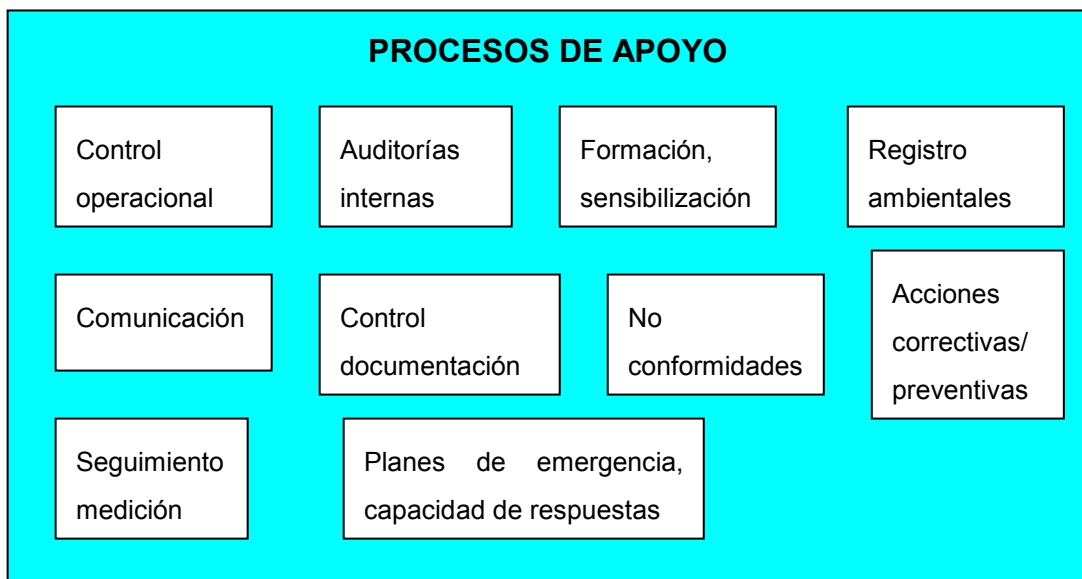 PROCESOS DE APOYO
Control
operacional
Auditorías
internas
Formación,
sensibilización
Registro
ambientales
Comunicación
Control
documentación
No
conformidades
Acciones
correctivas/
preventivas
Seguimiento
medición
Planes de emergencia,
capacidad de respuestas